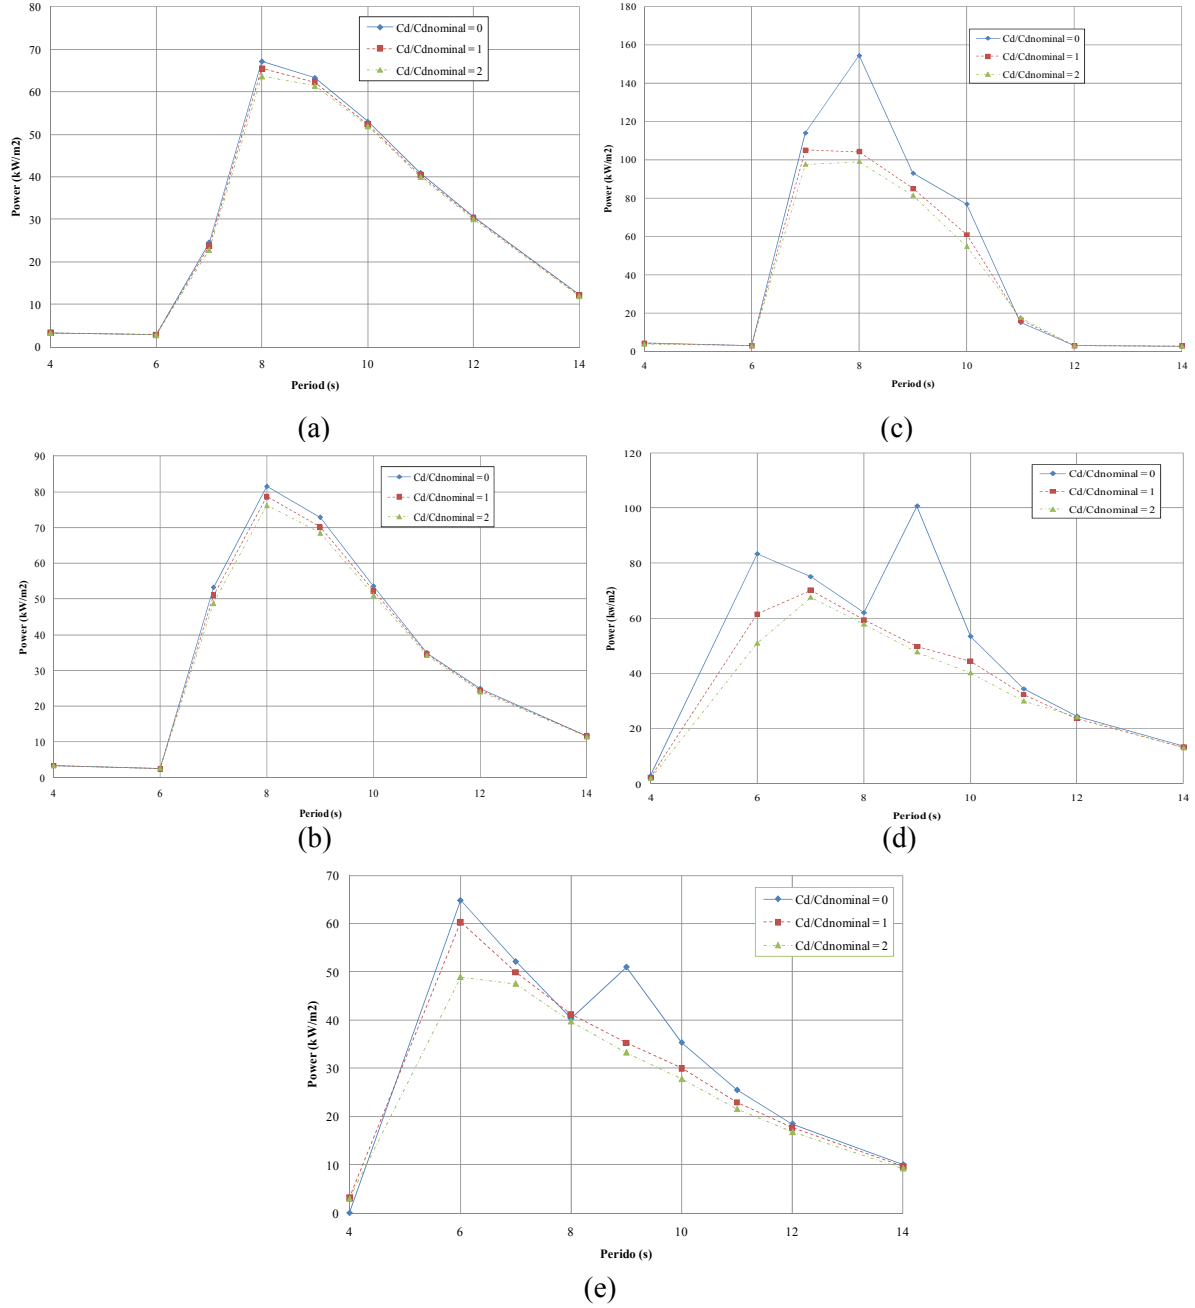 80
70
60
50
40
30
20
10
0
4 6 8 10 12 14
Power (kW/m2)
Period (s)
Cd/Cdnominal = 0
Cd/Cdnominal = 1
Cd/Cdnominal = 2
(a)
180
160
140
120
100
80
60
40
20
0
4 6 8 10 12 14
Power (kW/m2)
Period (s)
Cd/Cdnominal = 0
Cd/Cdnominal = 1
Cd/Cdnominal = 2
(c)
90
80
70
60
50
40
30
20
10
0
4 6 8 10 12 14
Power (kW/m2)
Period (s)
Cd/Cdnominal = 0
Cd/Cdnominal = 1
Cd/Cdnominal = 2
(b)
120
100
80
60
40
20
0
4 6 8 10 12 14
Power (kw/m2)
Period (s)
Cd/Cdnominal = 0
Cd/Cdnominal = 1
Cd/Cdnominal = 2
(d)
70
60
50
40
30
20
10
0
4 6 8 10 12 14
Power (kW/m2)
Perido (s)
Cd/Cdnominal = 0
Cd/Cdnominal = 1
Cd/Cdnominal = 2
(e)